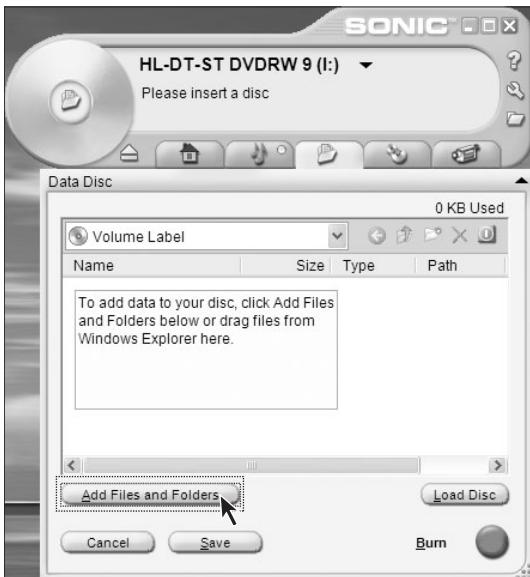 SONIC
HL-DT-ST DVDRW 9 (I:)
Please insert a disc
Data Disc
0 KB Used
Volume Label
Name Size Type Path
To add data to your disc, click Add Files
and Folders below or drag files from
Windows Explorer here.
Add Files and Folders
Load Disc
Cancel Save Burn